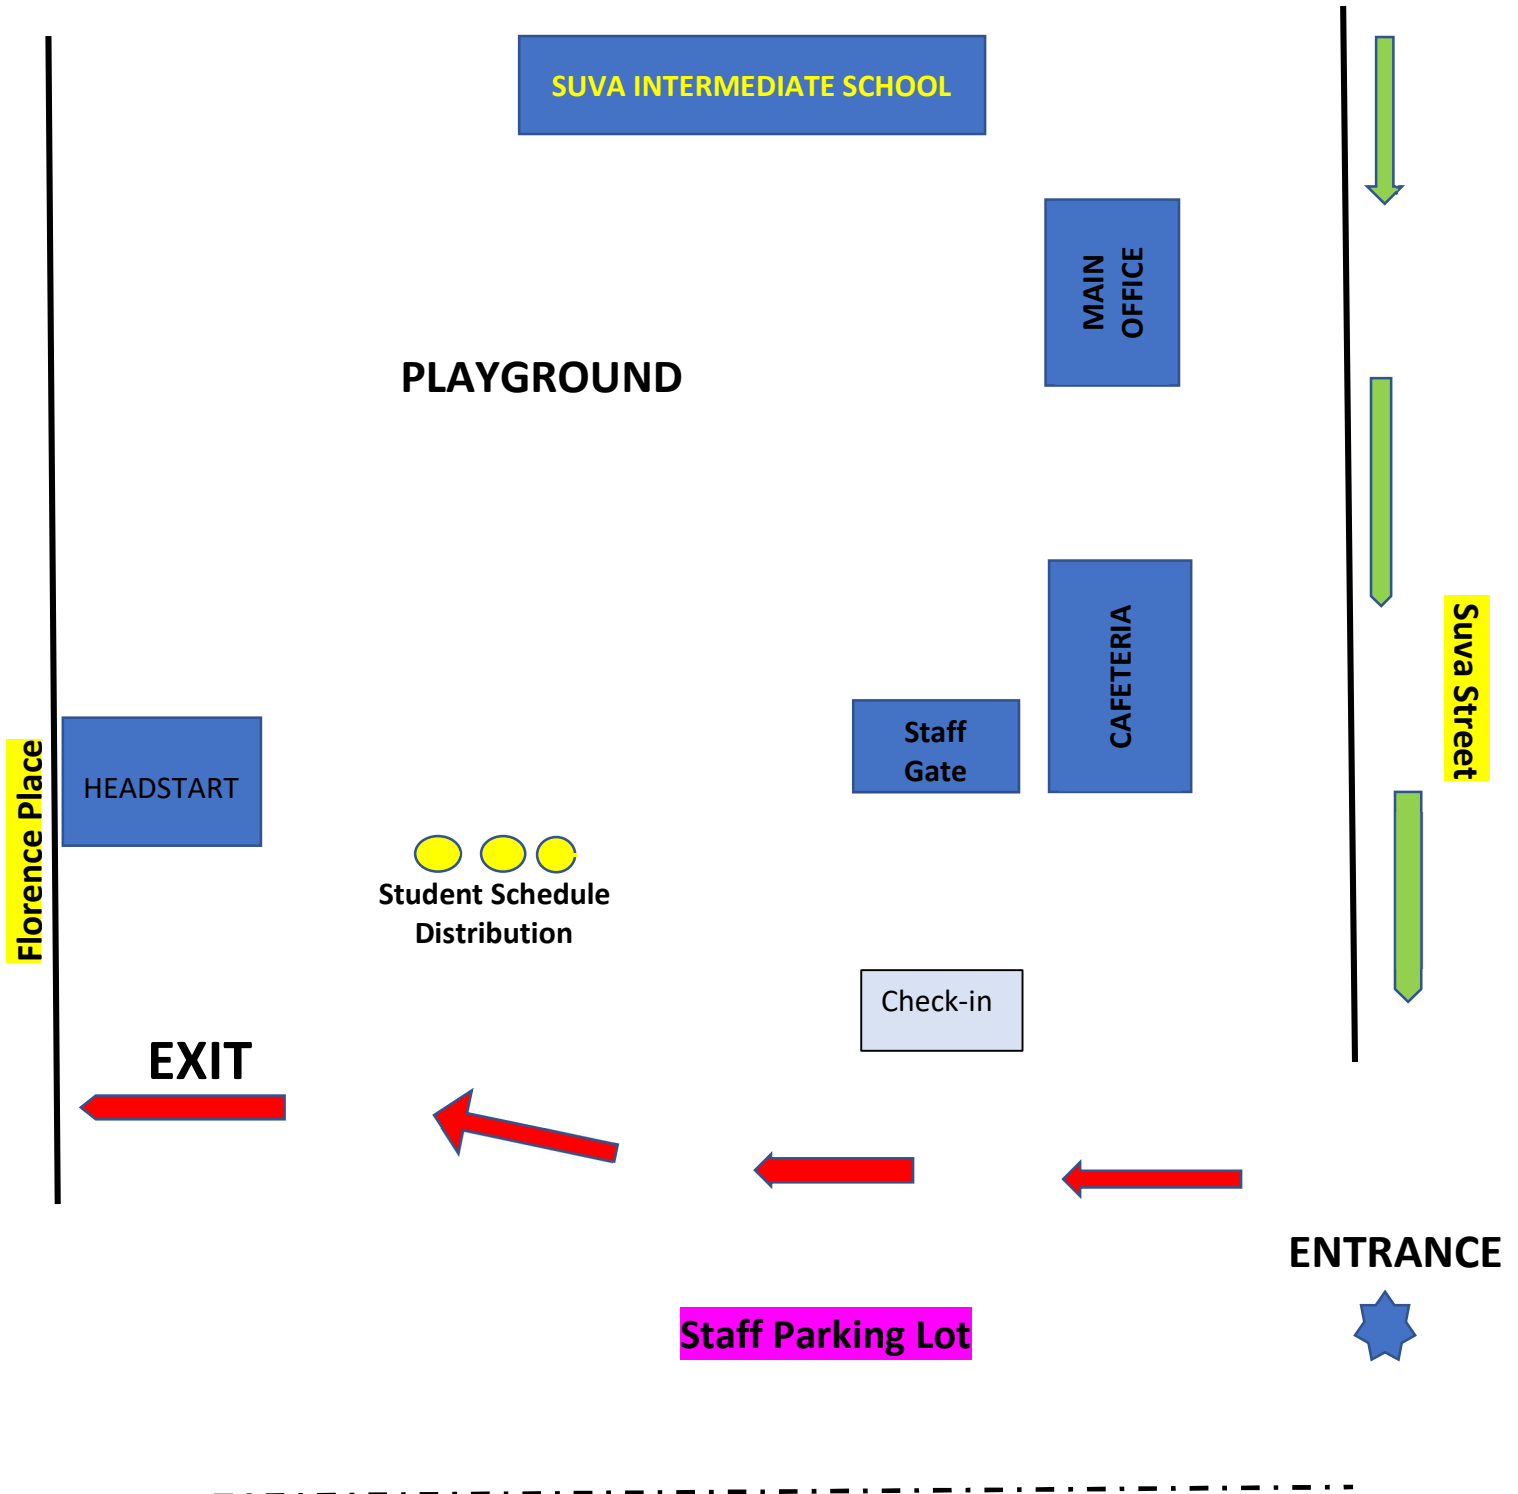 SUVA INTERMEDIATE SCHOOL
MAIN
OFFICE
PLAYGROUND
CAFETERIA
Suva Street
Staff
Gate
Florence Place
HEADSTART
Student Schedule
Distribution
Check-in
EXIT
ENTRANCE
Staff Parking Lot